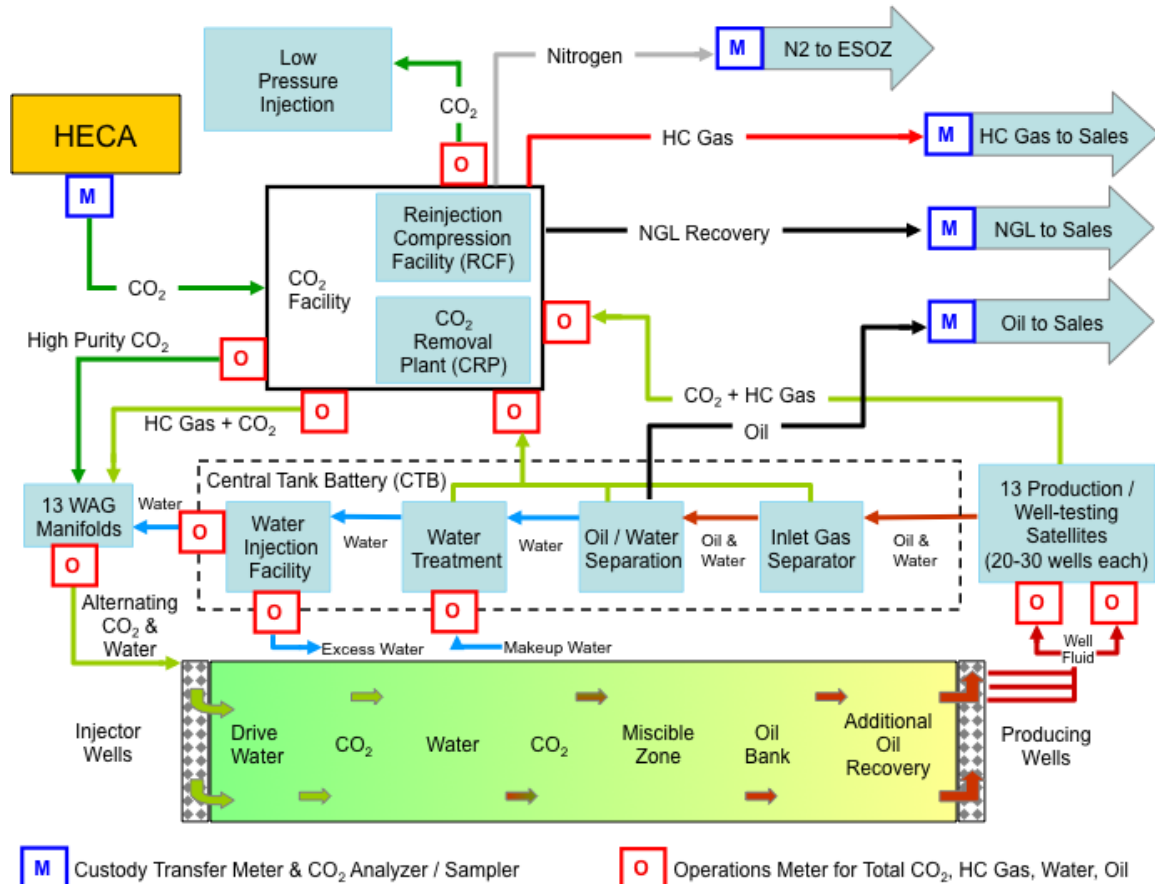 Low
Pressure
Injection
CO₂
Nitrogen
M
N2 to ESOZ
HECA
M
O
HC Gas
M
HC Gas to Sales
CO₂
Facility
Reinjection
Compression
Facility (RCF)
NGL Recovery
M
NGL to Sales
CO₂
CO₂
Removal
Plant (CRP)
O
M
Oil to Sales
High Purity CO₂
O
HC Gas + CO₂
O
O
CO₂ + HC Gas
Oil
Central Tank Battery (CTB)
13 WAG
Manifolds
Water
O
Water
Injection
Facility
Water
Water
Treatment
Water
Oil / Water
Separation
Oil &
Water
Inlet Gas
Separator
Oil &
Water
13 Production /
Well-testing
Satellites
(20-30 wells each)
O
Alternating
CO₂ &
Water
O
Excess Water
O
Makeup Water
O
O
Well
Fluid
Injector
Wells
Drive
Water
CO₂
Water
CO₂
Miscible
Zone
Oil
Bank
Additional
Oil
Recovery
Producing
Wells
M
Custody Transfer Meter & CO₂ Analyzer / Sampler
O
Operations Meter for Total CO₂, HC Gas, Water, Oil